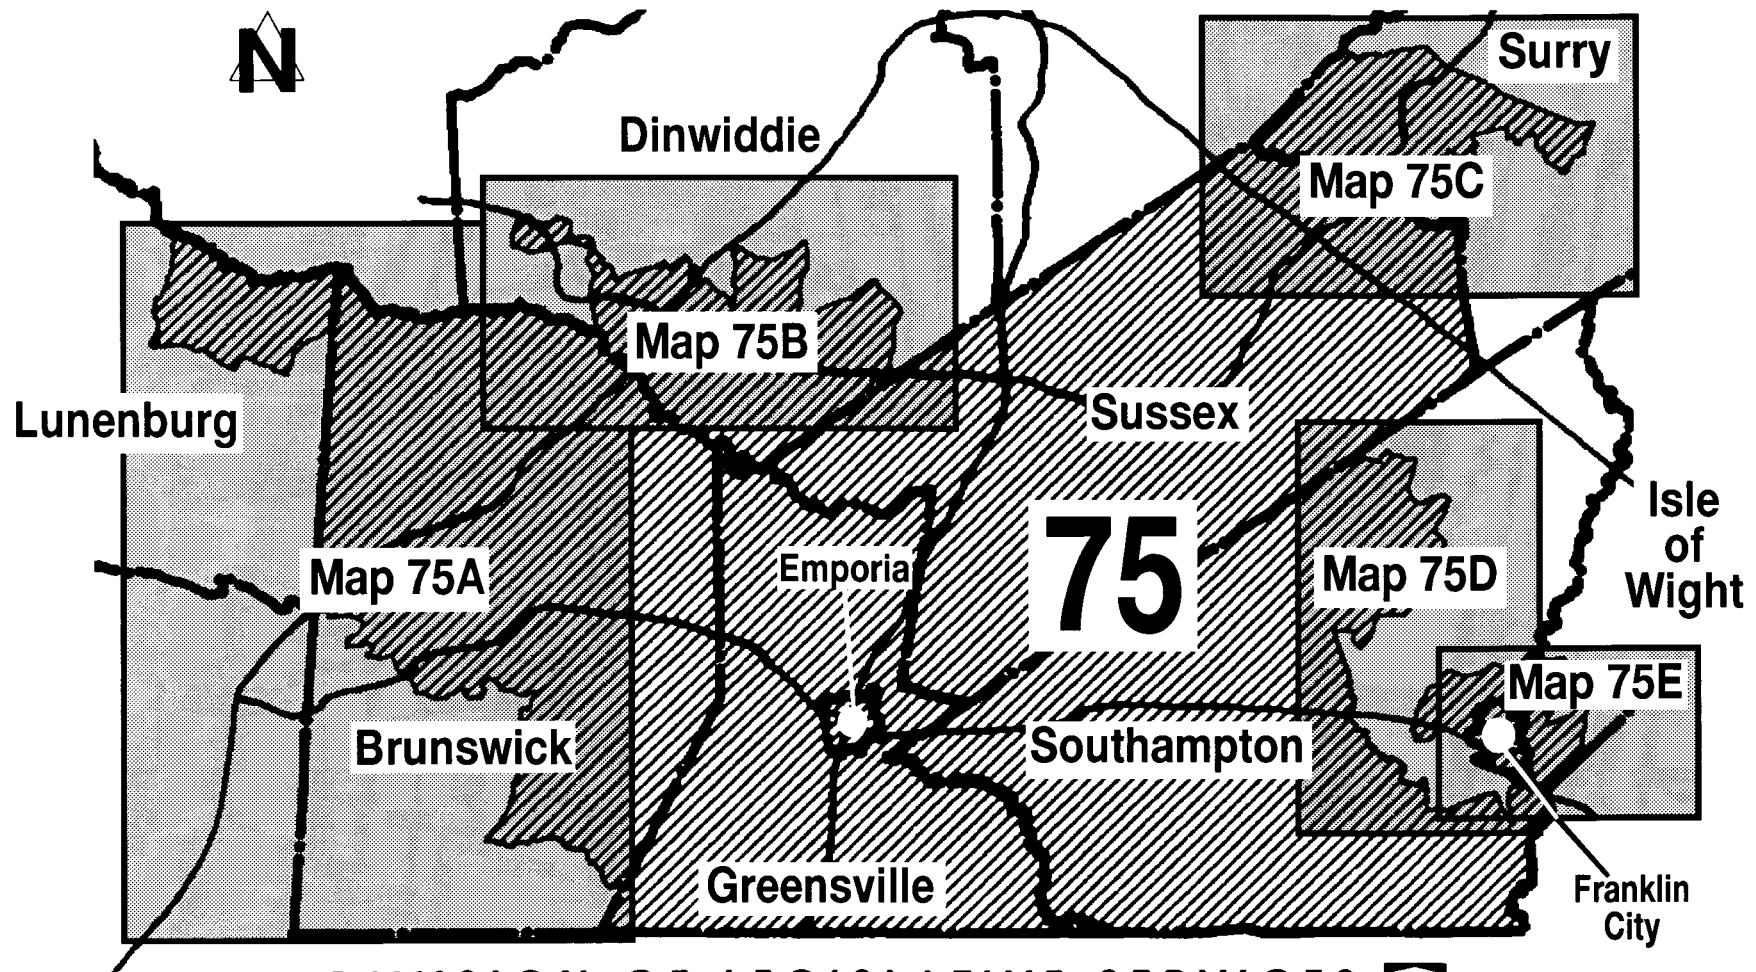 N
Surry
Dinwiddie
Map 75C
Map 75B
Lunenburg
Sussex
75
Isle
of
Wight
Emporia
Map 75A
Map 75D
Map 75E
Brunswick
Southampton
Greensville
Franklin
City